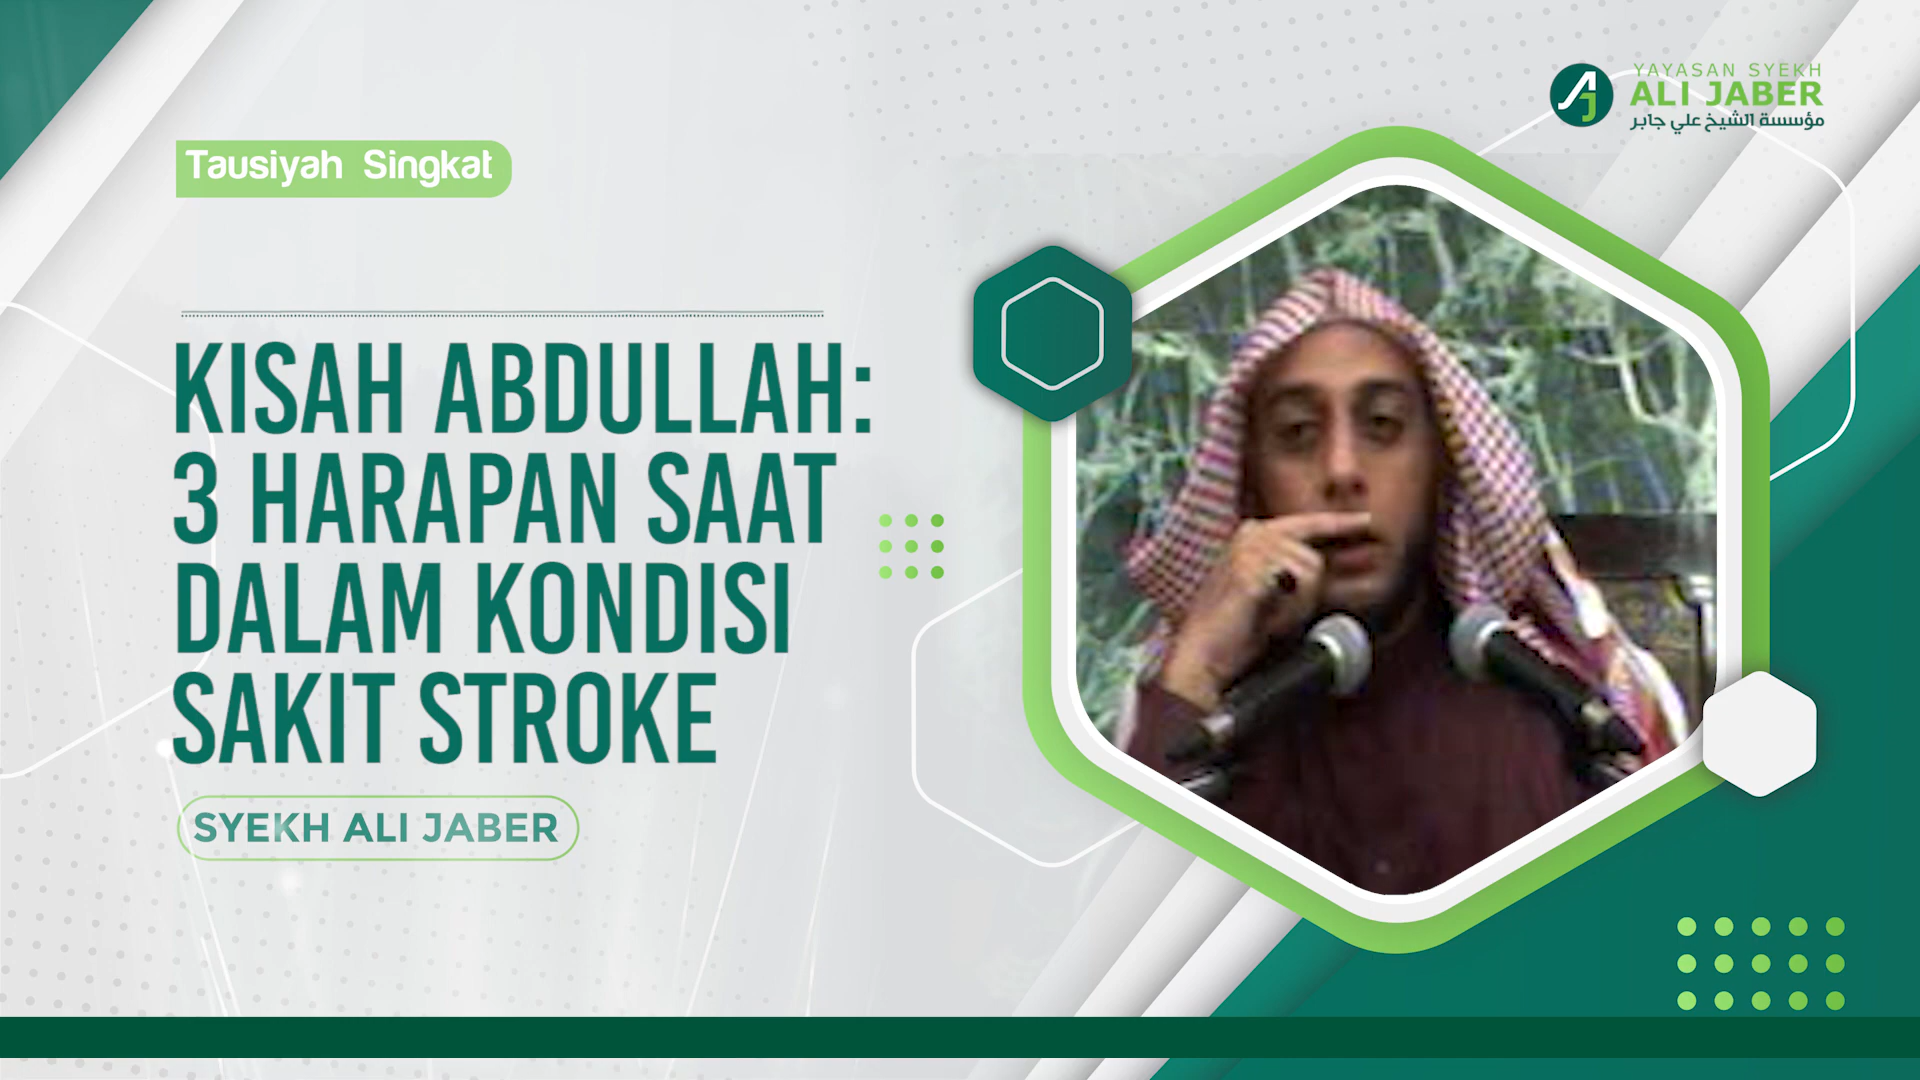 YAYASAN SYEKH
ALI JABER
مؤسسة الشيخ علي جابر
Tausiyah Singkat
KISAH ABDULLAH:
3 HARAPAN SAAT
DALAM KONDISI
SAKIT STROKE
SYEKH ALI JABER